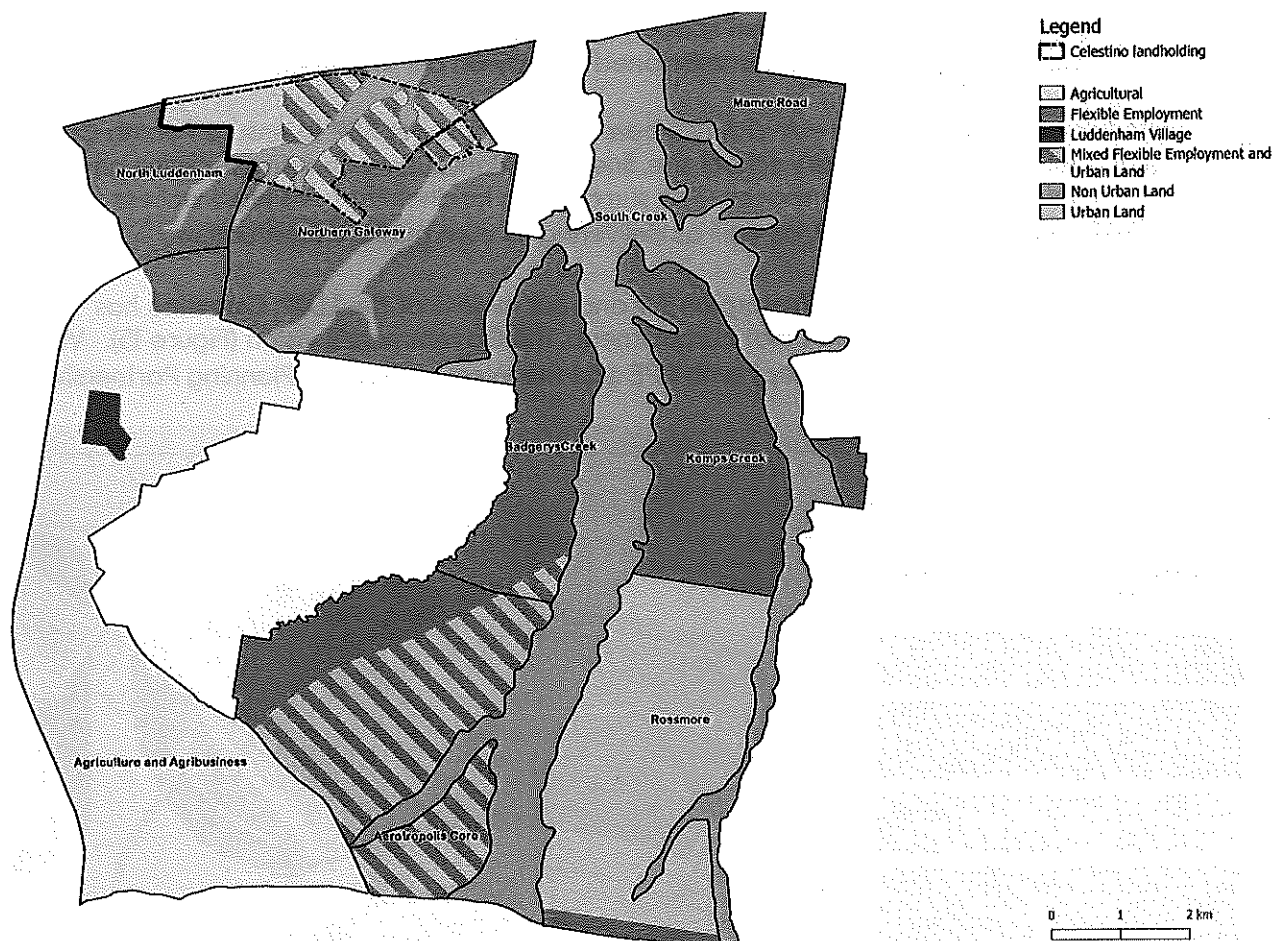 Legend
Celestino landholding
Agricultural
Flexible Employment
Luddenham Village
Mixed Flexible Employment and
Urban Land
Non Urban Land
Urban Land
Mamre Road
North Luddenham
South Creek
Northern Gateway
BadgerysCreek
Kemps Creek
Rossmore
Agriculture and Agribusiness
Aerotropolis Core
0 1 2 km